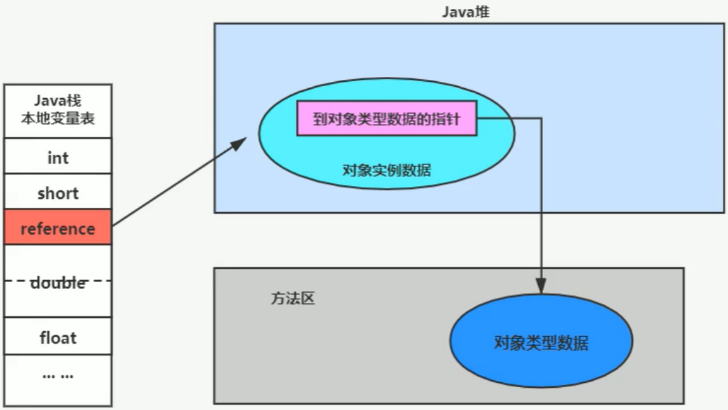 Java堆
Java栈
本地变量表
int
short
reference
double
float
... ...
到对象类型数据的指针
对象实例数据
方法区
对象类型数据